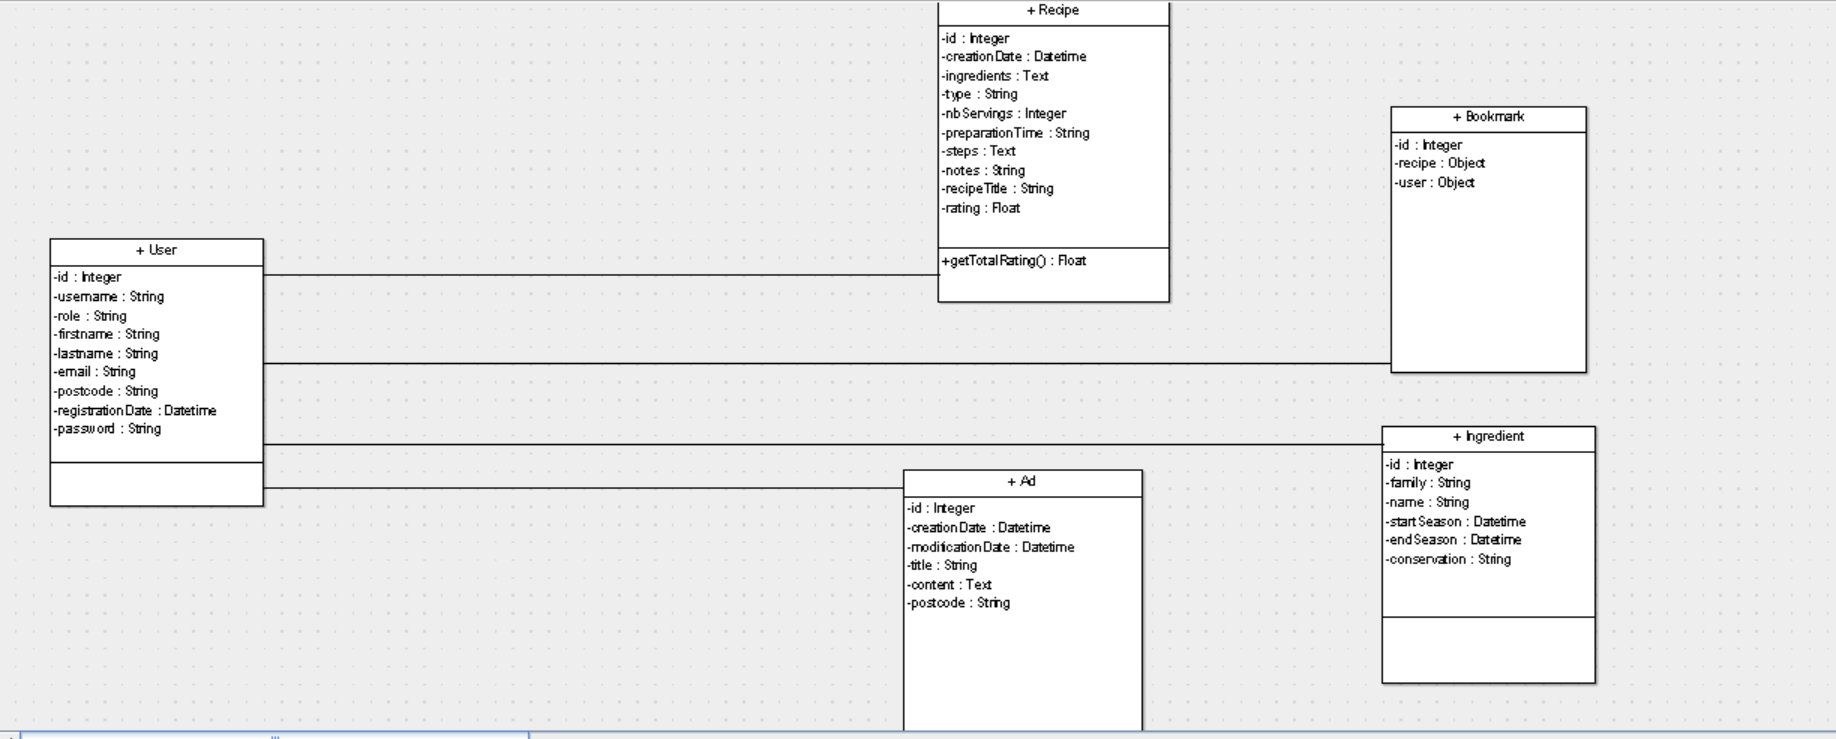 + Recipe
-id : Integer
-creationDate : Datetime
-ingredients : Text
-type : String
-nbServings : Integer
-preparationTime : String
-steps : Text
-notes : String
-recipeTitle : String
-rating : Float
+getTotalRating() : Float
+ Bookmark
-id : Integer
-recipe : Object
-user : Object
+ User
-id : Integer
-username : String
-role : String
-firstname : String
-lastname : String
-email : String
-postcode : String
-registrationDate : Datetime
-password : String
+ Ingredient
-id : Integer
-family : String
-name : String
-startSeason : Datetime
-endSeason : Datetime
-conservation : String
+ Ad
-id : Integer
-creationDate : Datetime
-modificationDate : Datetime
-title : String
-content : Text
-postcode : String